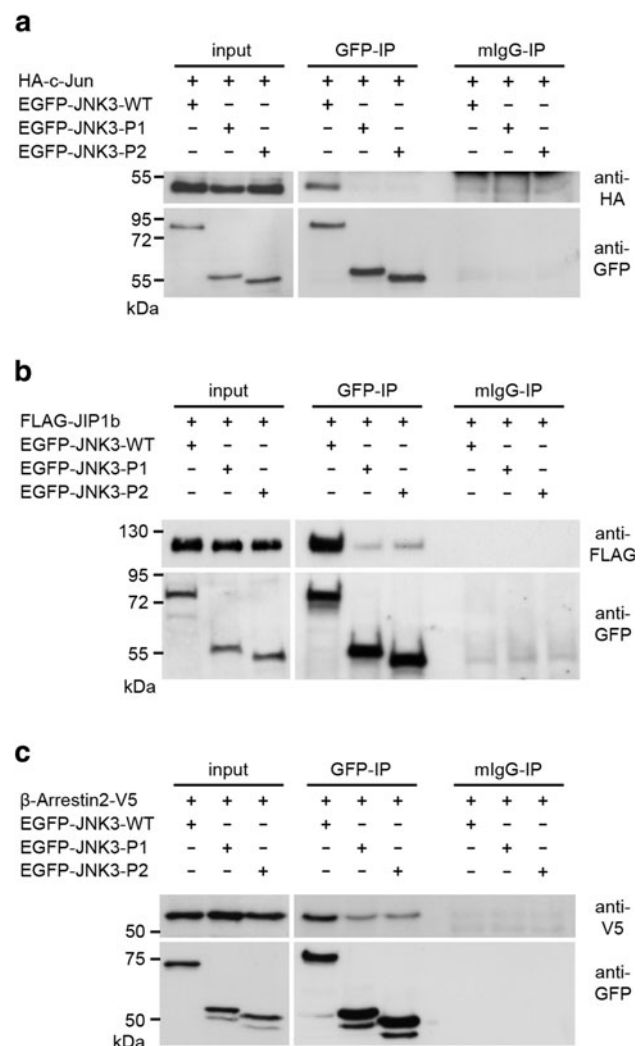 a
input GFP-IP mIgG-IP
HA-c-Jun + + + + + + + + +
EGFP-JNK3-WT + – – + – – + – –
EGFP-JNK3-P1 – + – – + – – + –
EGFP-JNK3-P2 – – + – – + – – +
55
anti-HA
95
72
55
anti-GFP
kDa
b
input GFP-IP mIgG-IP
FLAG-JIP1b + + + + + + + + +
EGFP-JNK3-WT + – – + – – + – –
EGFP-JNK3-P1 – + – – + – – + –
EGFP-JNK3-P2 – – + – – + – – +
130
anti-FLAG
95
72
55
anti-GFP
kDa
c
input GFP-IP mIgG-IP
β-Arrestin2-V5 + + + + + + + + +
EGFP-JNK3-WT + – – + – – + – –
EGFP-JNK3-P1 – + – – + – – + –
EGFP-JNK3-P2 – – + – – + – – +
50
anti-V5
75
50
anti-GFP
kDa